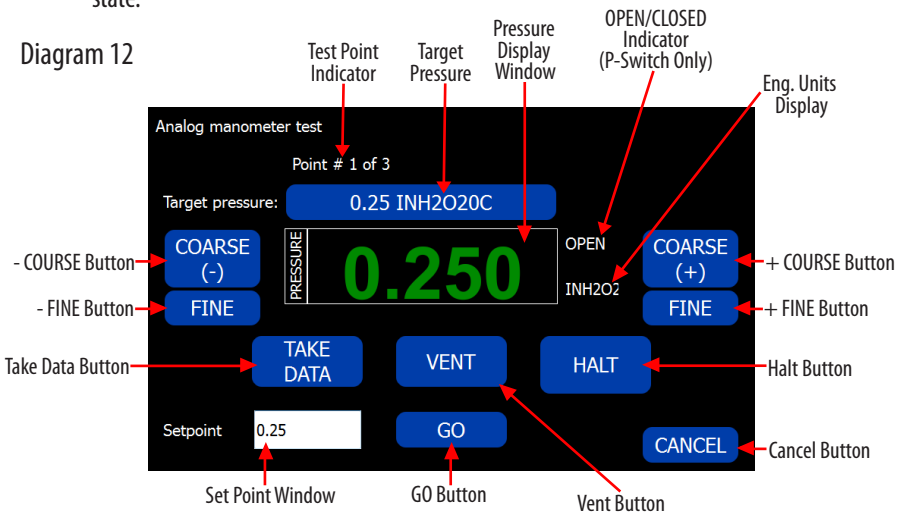 state.
Diagram 12
Test Point
Indicator
Target
Pressure
Pressure
Display
Window
OPEN/CLOSED
Indicator
(P-Switch Only)
Eng. Units
Display
Analog manometer test
Point # 1 of 3
Target pressure:
0.25 INH2O20C
PRESSURE
0.250
OPEN
INH2O2
COARSE
(-)
FINE
COARSE
(+)
FINE
- COURSE Button
- FINE Button
+ COURSE Button
+ FINE Button
Take Data Button
TAKE
DATA
VENT
HALT
Halt Button
Setpoint
0.25
GO
CANCEL
Cancel Button
Set Point Window
GO Button
Vent Button